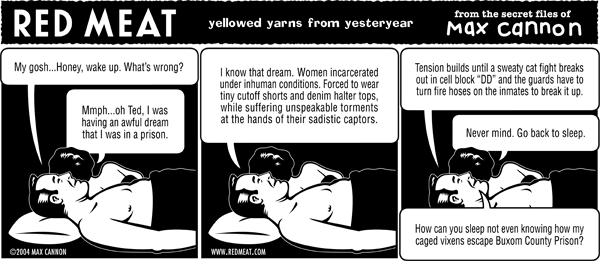 RED MEAT
yellowed yarns from yesteryear
from the secret files of
Max cannon
My gosh...Honey, wake up. What's wrong?
Mmph...oh Ted, I was
having an awful dream
that I was in a prison.
©2004 MAX CANNON
I know that dream. Women incarcerated
under inhuman conditions. Forced to wear
tiny cutoff shorts and denim halter tops,
while suffering unspeakable torments
at the hands of their sadistic captors.
WWW.REDMEAT.COM
Tension builds until a sweaty cat fight breaks
out in cell block “DD” and the guards have to
turn fire hoses on the inmates to break it up.
Never mind. Go back to sleep.
How can you sleep not even knowing how my
caged vixens escape Buxom County Prison?